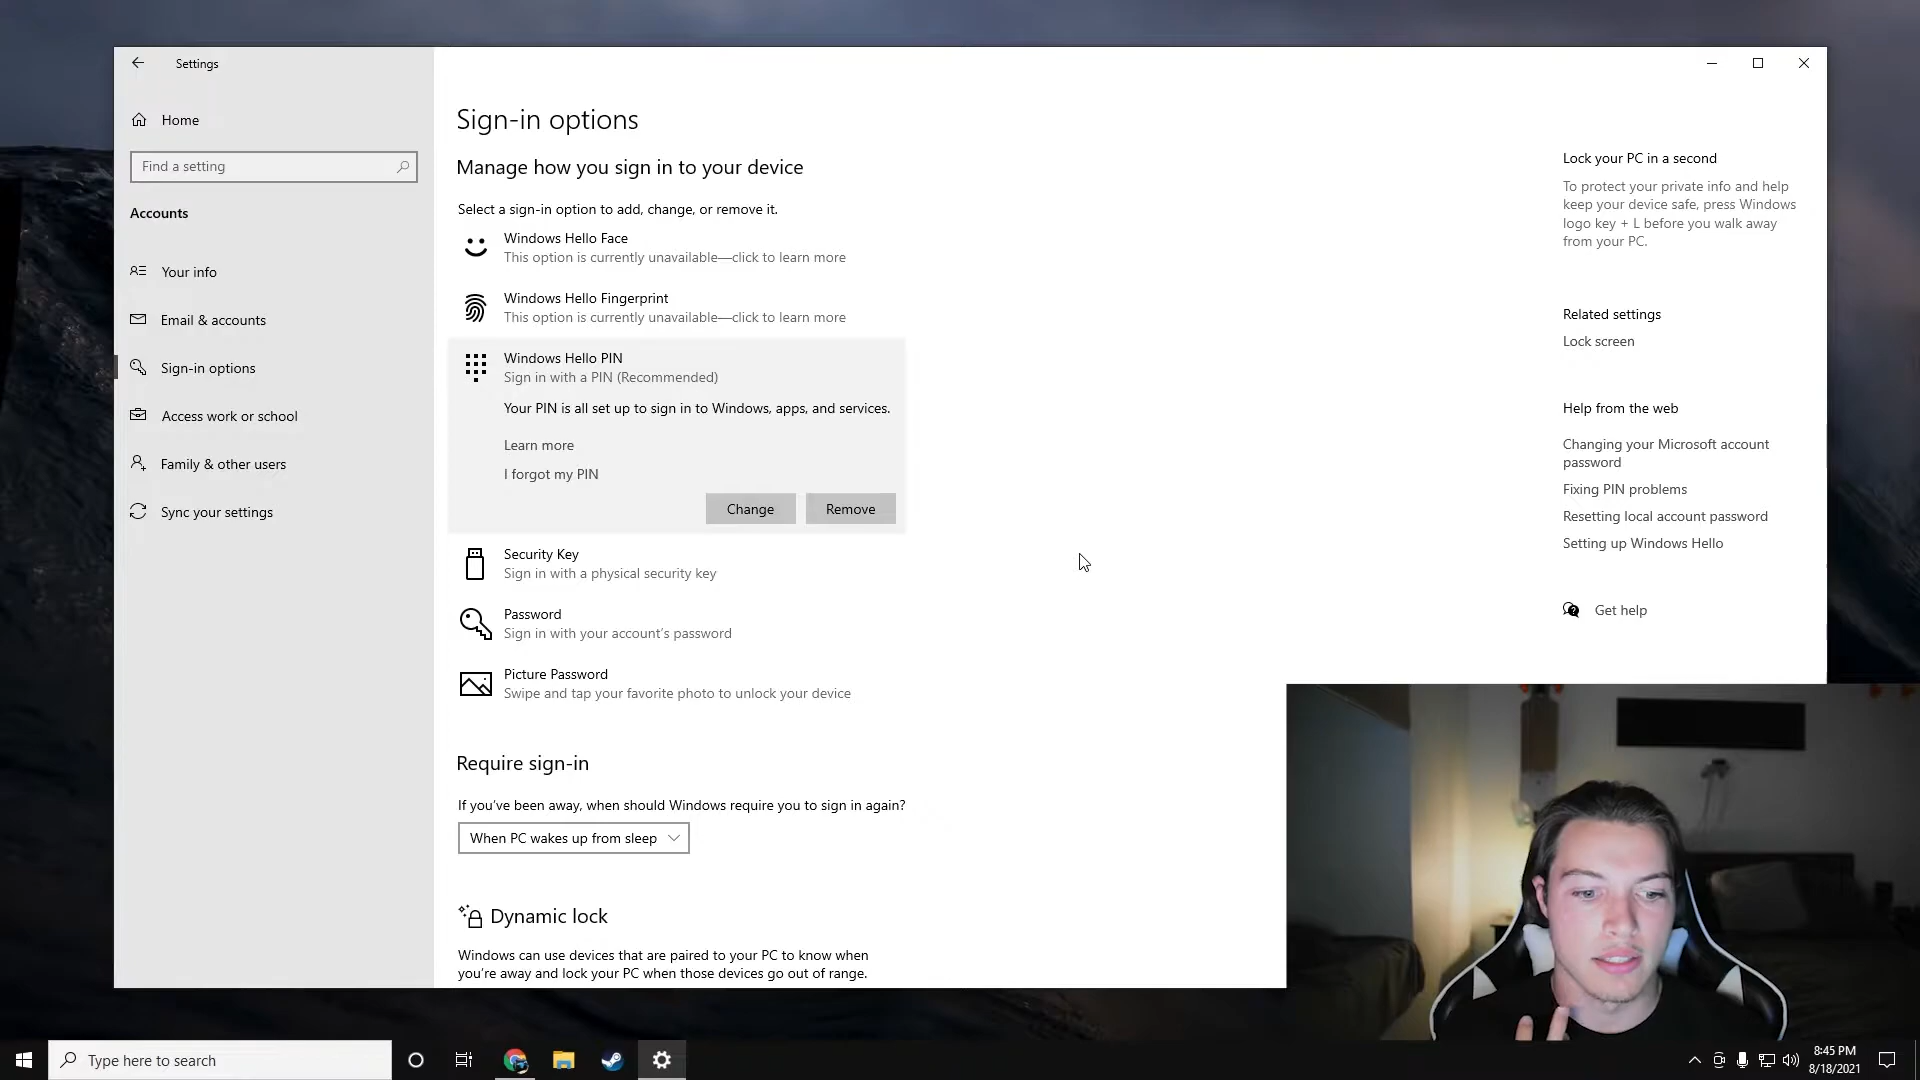 Settings
Home
Find a setting
Accounts
Your info
Email & accounts
Sign-in options
Access work or school
Family & other users
Sync your settings
Sign-in options
Manage how you sign in to your device
Select a sign-in option to add, change, or remove it.
Windows Hello Face
This option is currently unavailable—click to learn more
Windows Hello Fingerprint
This option is currently unavailable—click to learn more
Windows Hello PIN
Sign in with a PIN (Recommended)
Your PIN is all set up to sign in to Windows, apps, and services.
Learn more
I forgot my PIN
Change
Remove
Security Key
Sign in with a physical security key
Password
Sign in with your account’s password
Picture Password
Swipe and tap your favorite photo to unlock your device
Require sign-in
If you’ve been away, when should Windows require you to sign in again?
When PC wakes up from sleep
Dynamic lock
Windows can use devices that are paired to your PC to know when
you’re away and lock your PC when those devices go out of range.
Lock your PC in a second
To protect your private info and help
keep your device safe, press Windows
logo key + L before you walk away
from your PC.
Related settings
Lock screen
Help from the web
Changing your Microsoft account
password
Fixing PIN problems
Resetting local account password
Setting up Windows Hello
Get help
Type here to search
8:45 PM
8/18/2021